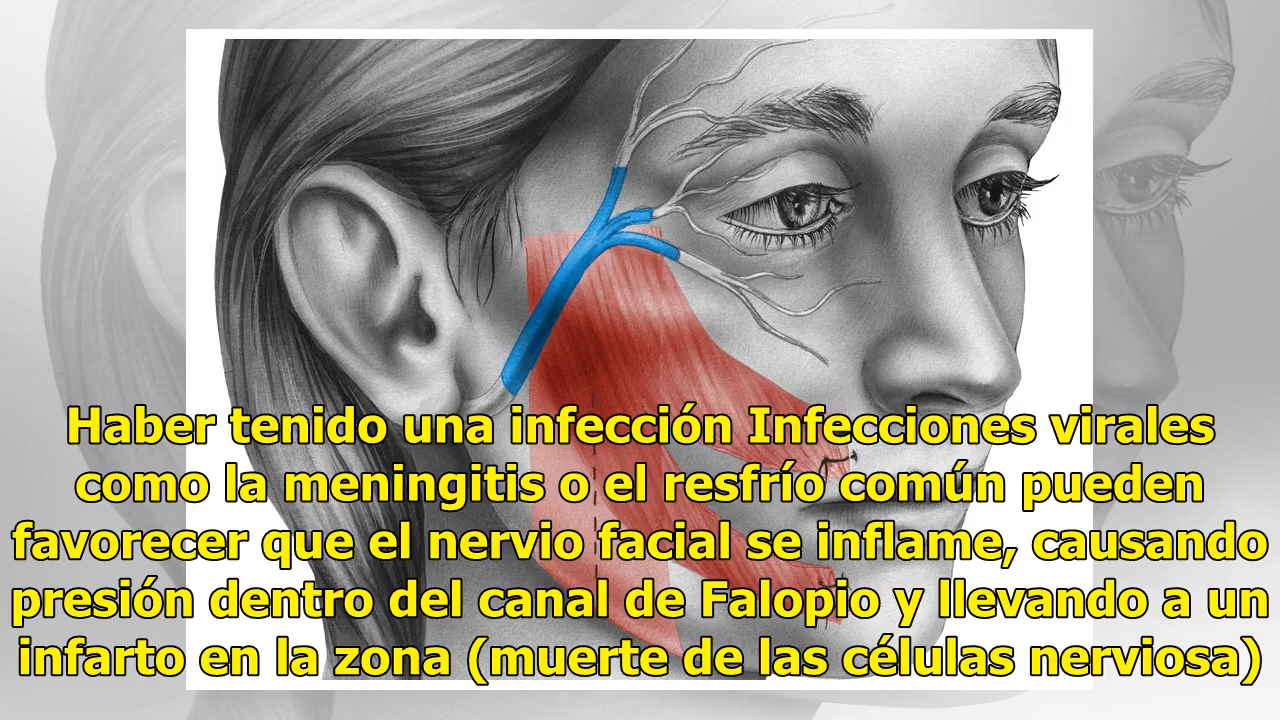 Haber tenido una infección Infecciones virales
como la meningitis o el resfrío común pueden
favorecer que el nervio facial se inflame, causando
presión dentro del canal de Falopio y llevando a un
infarto en la zona (muerte de las células nerviosa)